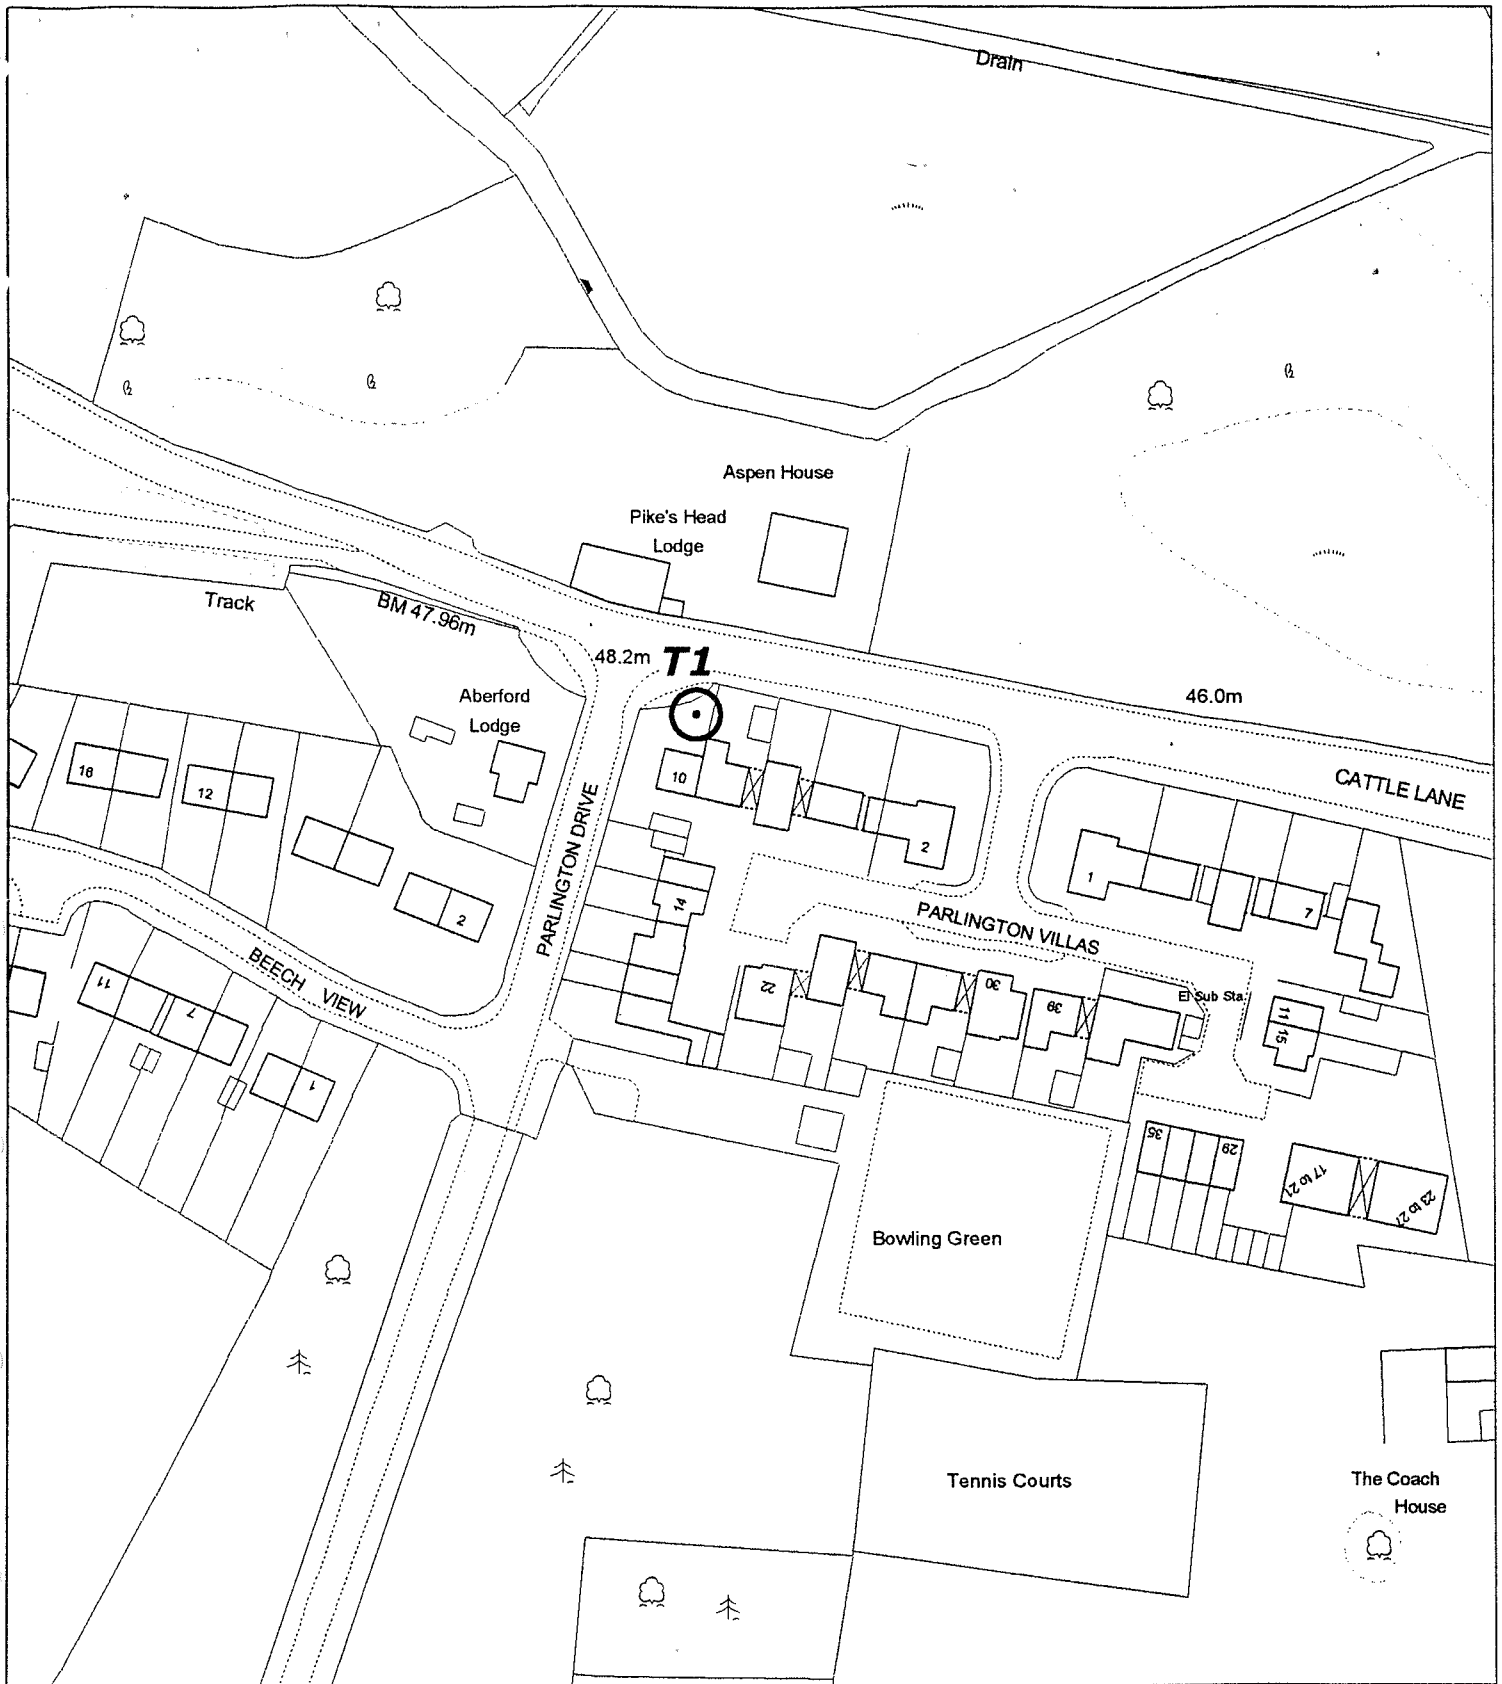 Drain
Aspen House
Pike's Head
Lodge
Track
BM 47.96m
48.2m
T1
46.0m
Aberford
Lodge
CATTLE LANE
16
12
10
2
1
7
14
2
PARLINGTON DRIVE
PARLINGTON VILLAS
BEECH VIEW
11
7
1
22
30
39
El Sub Sta
11
15
35
29
17 to 21
23 to 27
Bowling Green
Tennis Courts
The Coach
House